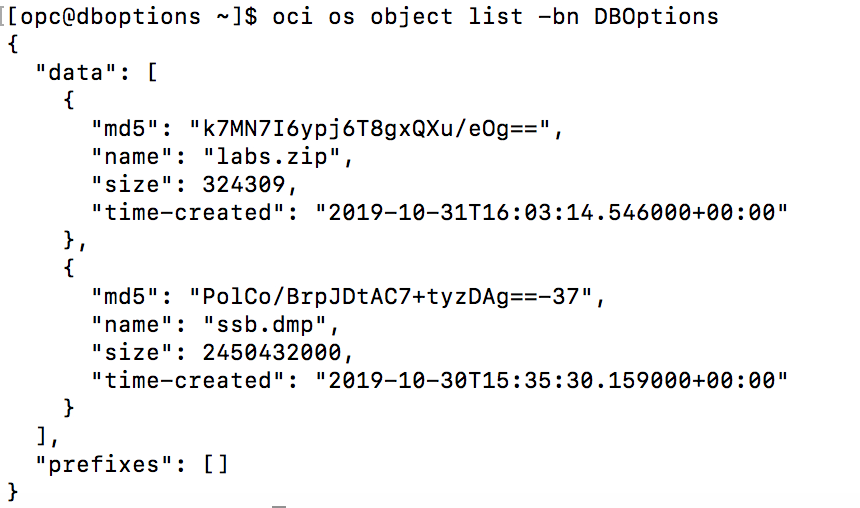 [[opc@dboptions ~]$ oci os object list -bn DBOptions
{
  "data": [
    {
      "md5": "k7MN7I6ypj6T8gxQXu/eOg==",
      "name": "labs.zip",
      "size": 324309,
      "time-created": "2019-10-31T16:03:14.546000+00:00"
    },
    {
      "md5": "PolCo/BrpJDtAC7+tyzDAg==-37",
      "name": "ssb.dmp",
      "size": 2450432000,
      "time-created": "2019-10-30T15:35:30.159000+00:00"
    }
  ],
  "prefixes": []
}